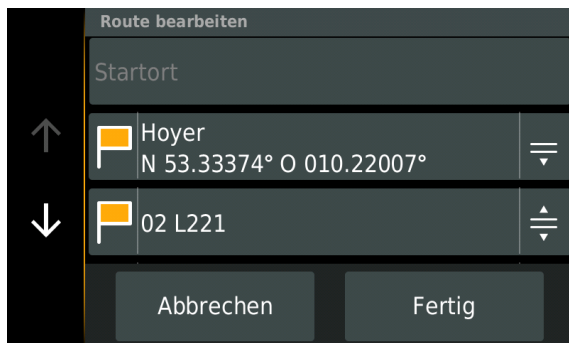 Route bearbeiten
Startort
Hoyer
N 53.33374° O 010.22007°
02 L221
Abbrechen
Fertig